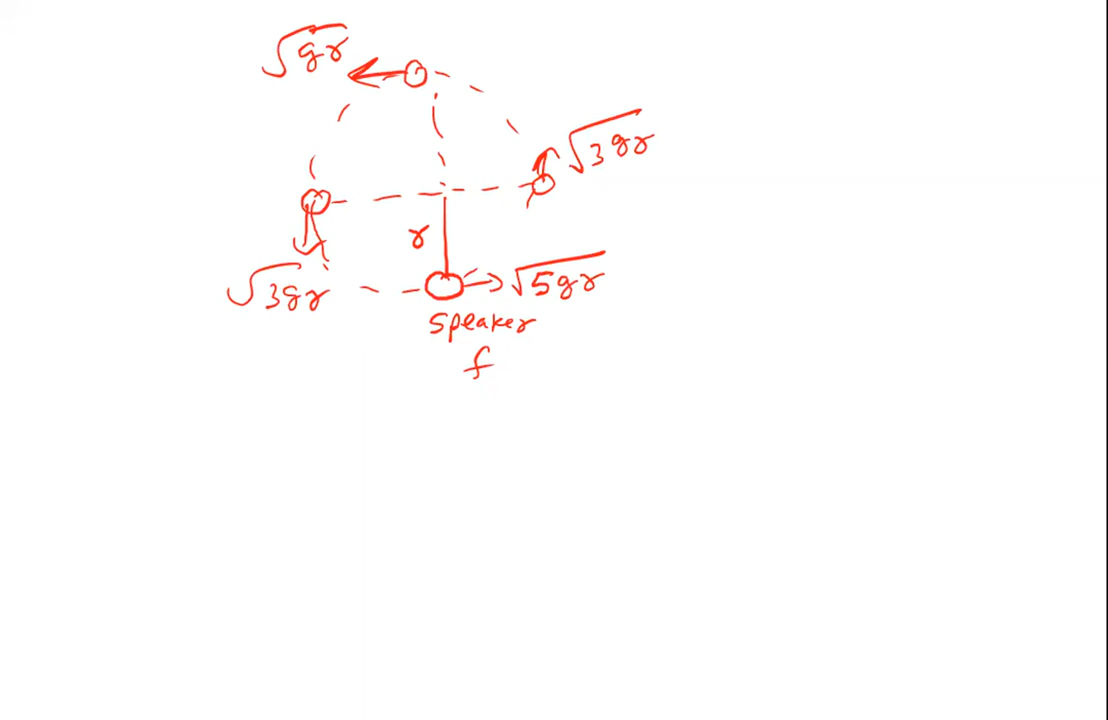 √gr
√3gr
r
√3gr
√5gr
speaker
f